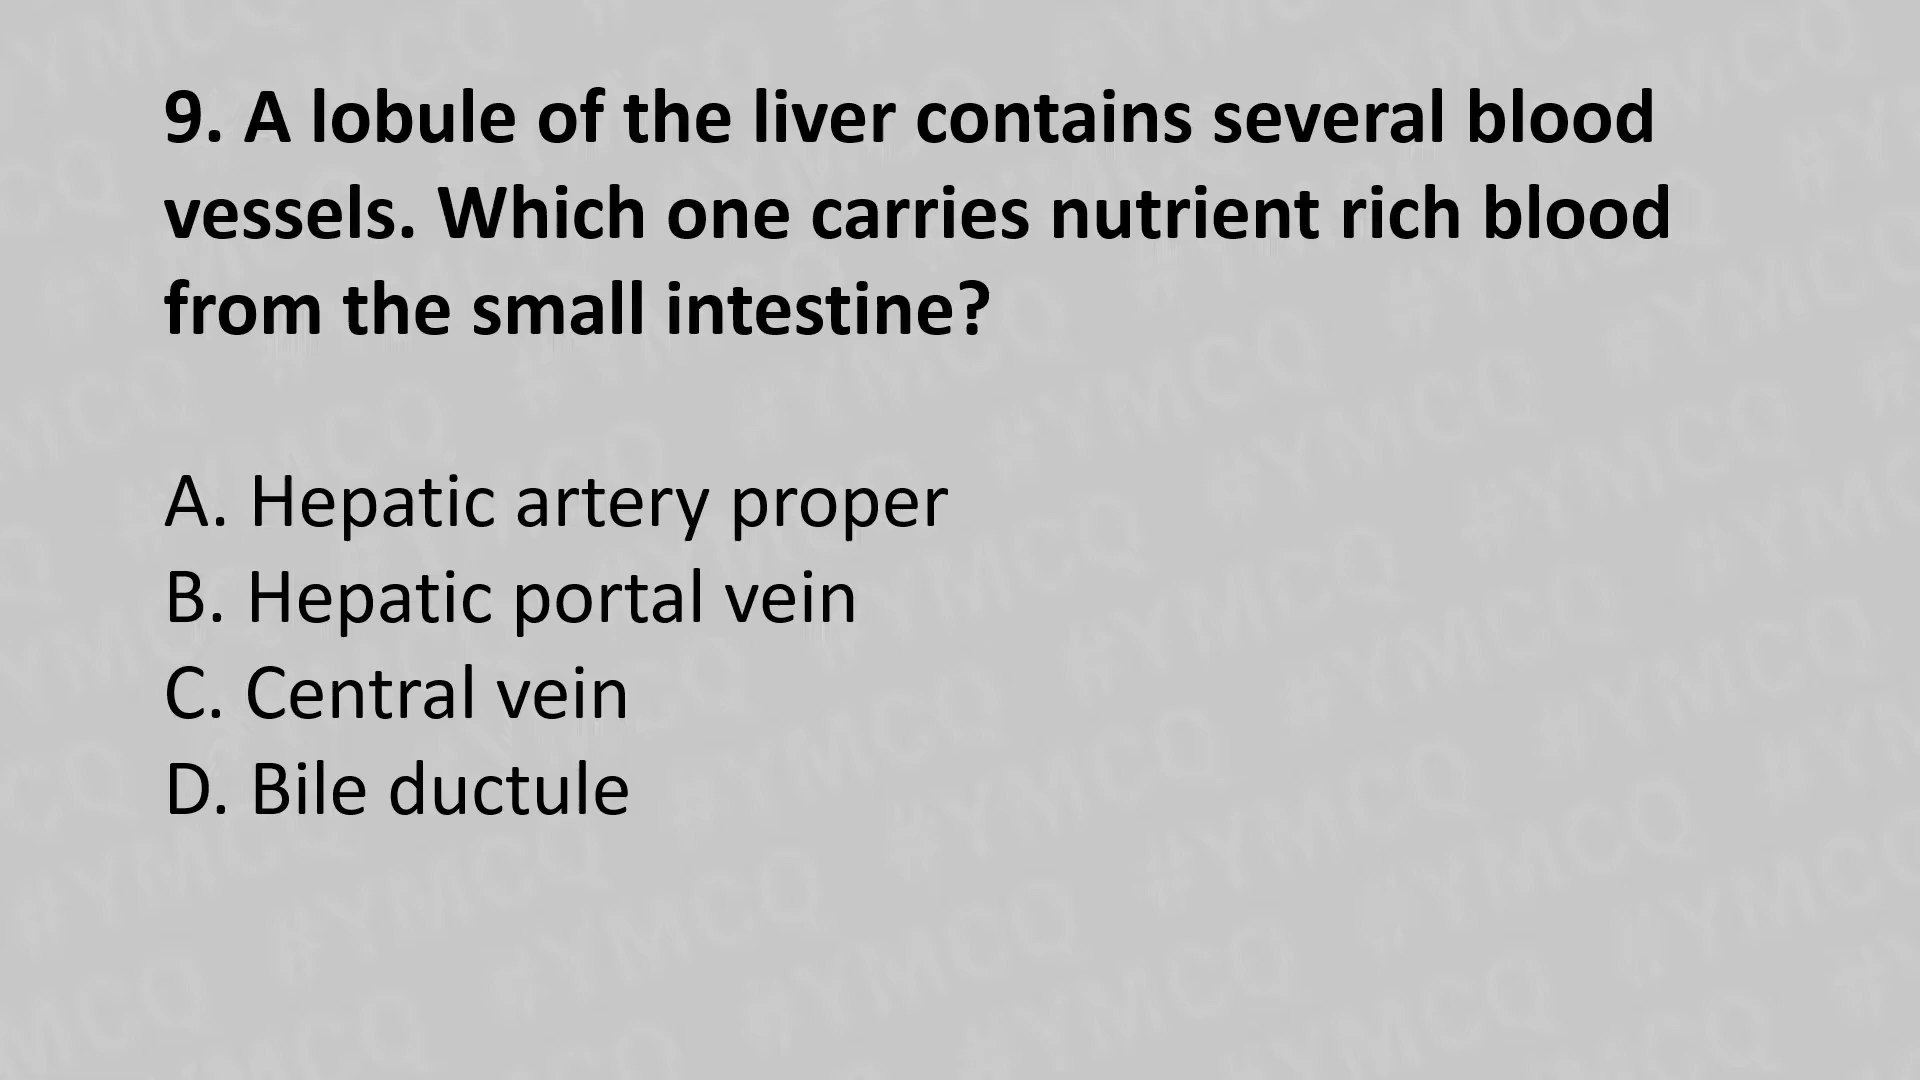 9. A lobule of the liver contains several blood
vessels. Which one carries nutrient rich blood
from the small intestine?
A. Hepatic artery proper
B. Hepatic portal vein
C. Central vein
D. Bile ductule
#YMCQ